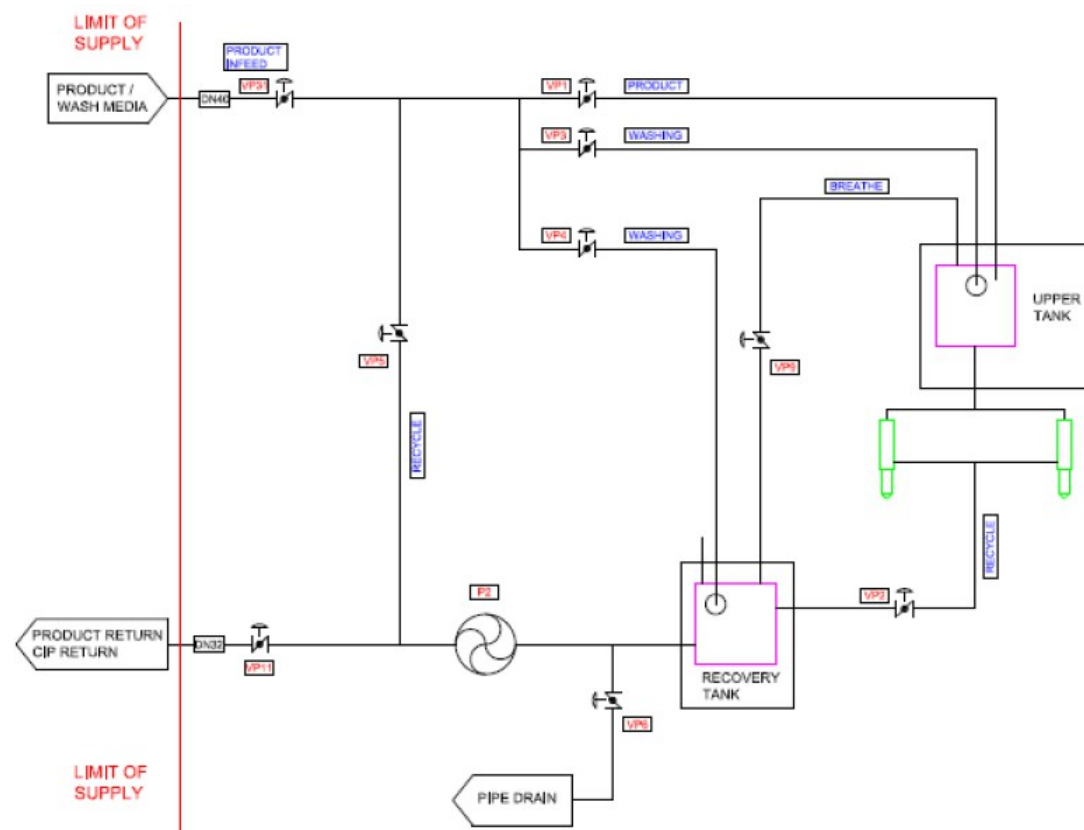 LIMIT OF
SUPPLY
PRODUCT
INFEED
PRODUCT /
WASH MEDIA
DN40
VP31
VP1
PRODUCT
VP3
WASHING
BREATHE
VP4
WASHING
UPPER
TANK
VP5
VP9
RECYCLE
RECYCLE
P2
VP2
PRODUCT RETURN
CIP RETURN
DN32
VP11
RECOVERY
TANK
VP6
LIMIT OF
SUPPLY
PIPE DRAIN